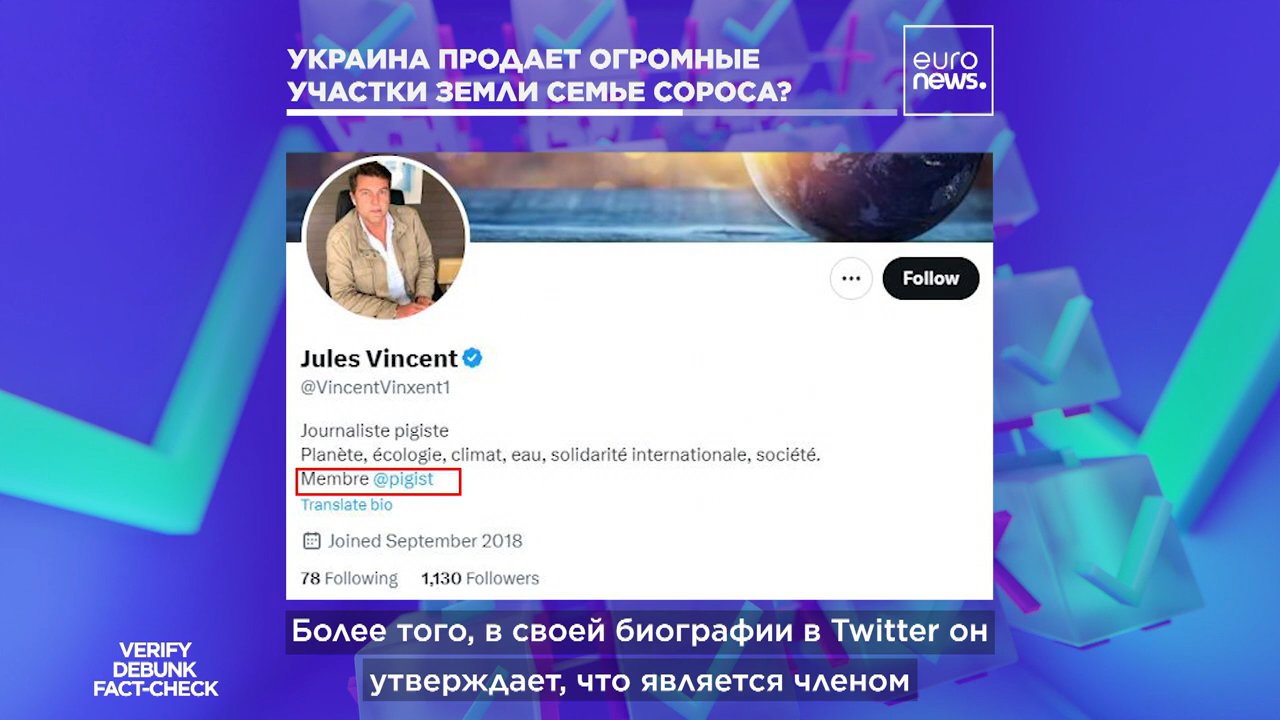 УКРАИНА ПРОДАЕТ ОГРОМНЫЕ
УЧАСТКИ ЗЕМЛИ СЕМЬЕ СОРОСА?
euro
news.
Follow
Jules Vincent
@VincentVinxent1
Journaliste pigiste
Planète, écologie, climat, eau, solidarité internationale, société.
Membre @pigist
Translate bio
Joined September 2018
78 Following 1,130 Followers
Более того, в своей биографии в Twitter он
утверждает, что является членом
VERIFY
DEBUNK
FACT-CHECK